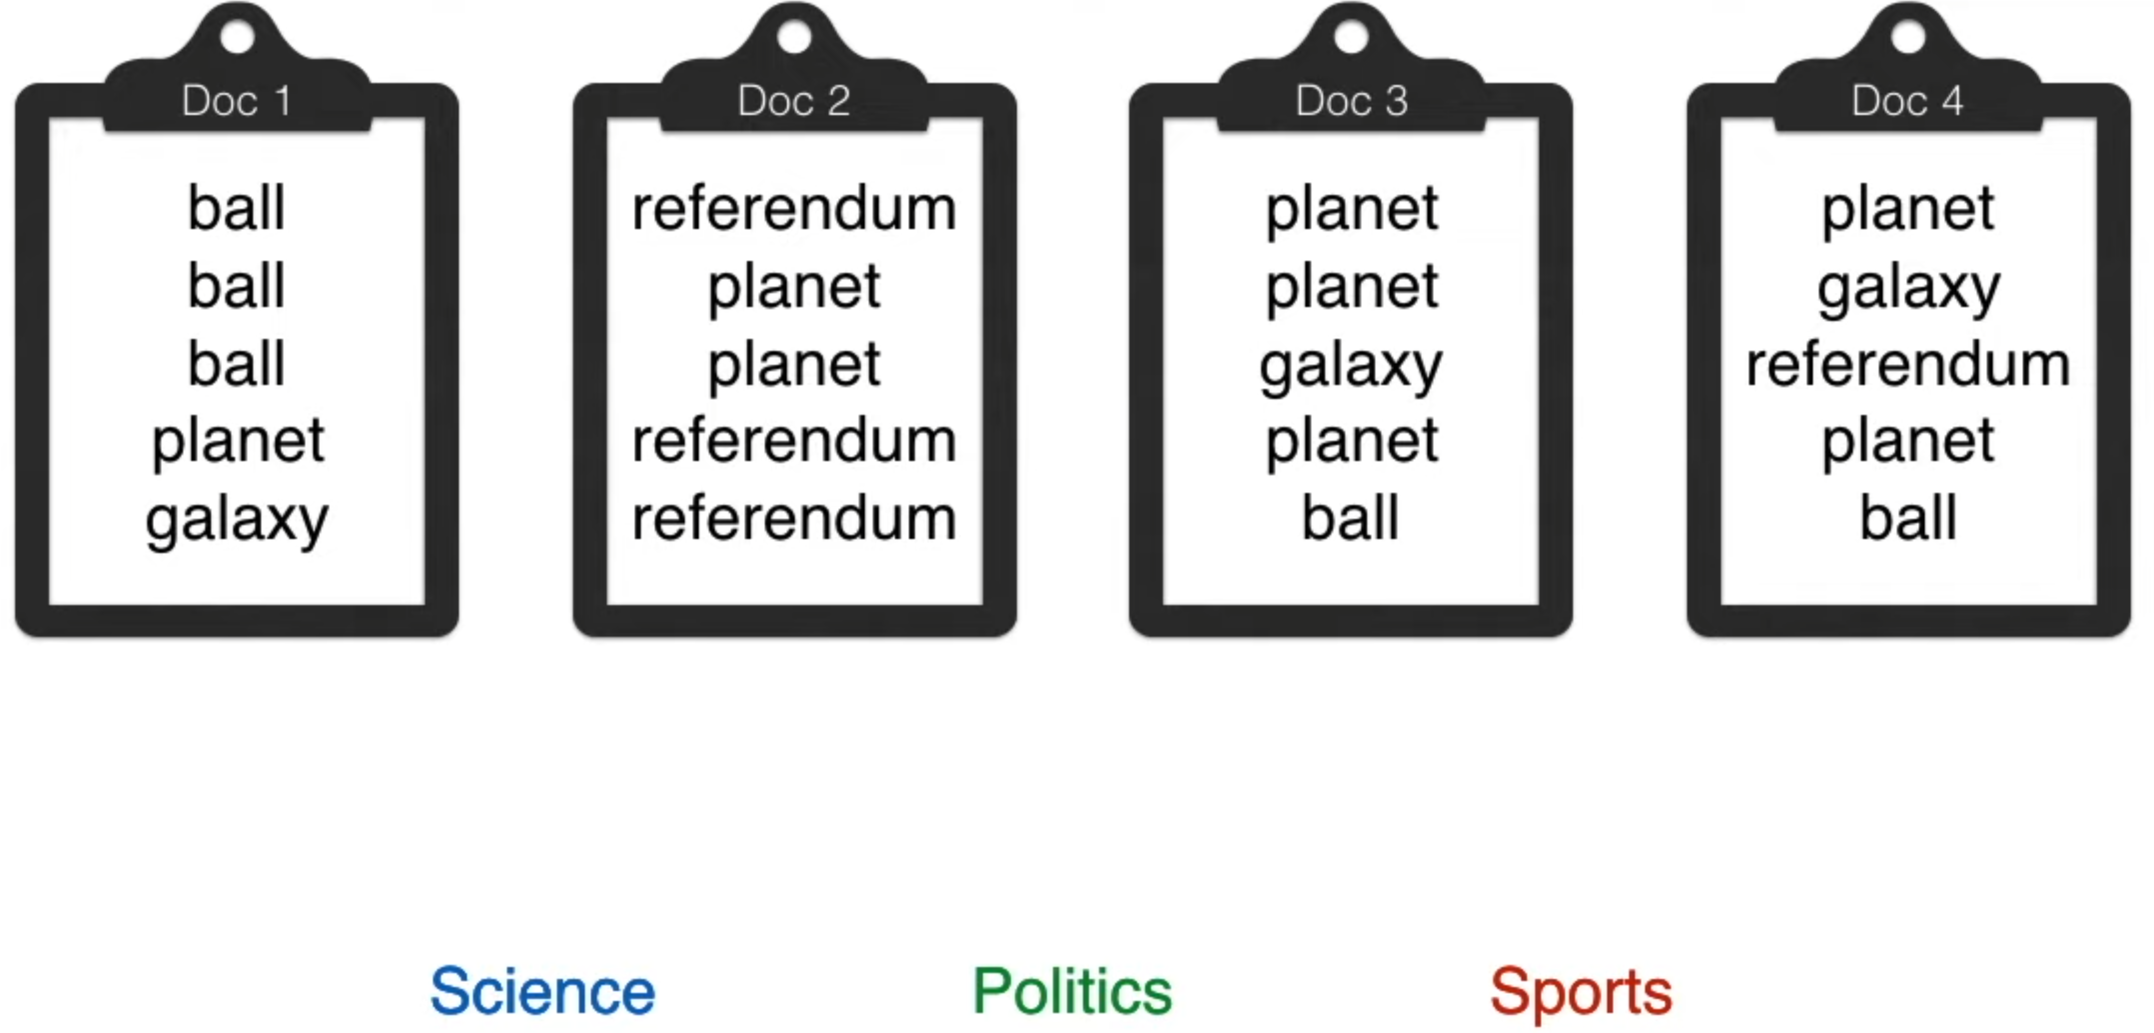 Doc 1
ball
ball
ball
planet
galaxy
Doc 2
referendum
planet
planet
referendum
referendum
Doc 3
planet
planet
galaxy
planet
ball
Doc 4
planet
galaxy
referendum
planet
ball
Science
Politics
Sports